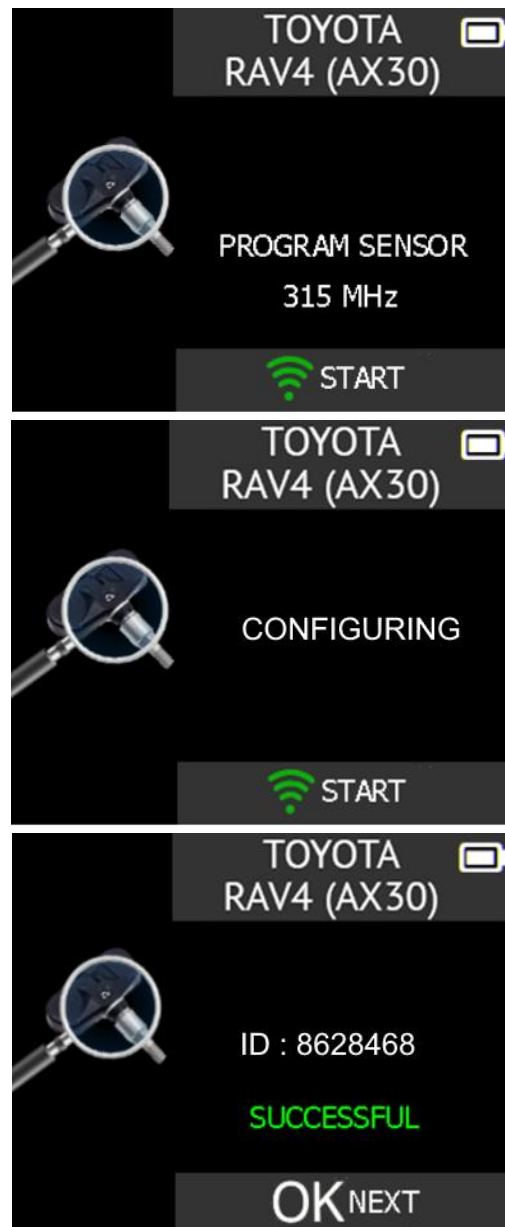 TOYOTA
RAV4 (AX30)
PROGRAM SENSOR
315 MHz
START
TOYOTA
RAV4 (AX30)
CONFIGURING
START
TOYOTA
RAV4 (AX30)
ID : 8628468
SUCCESSFUL
OK NEXT